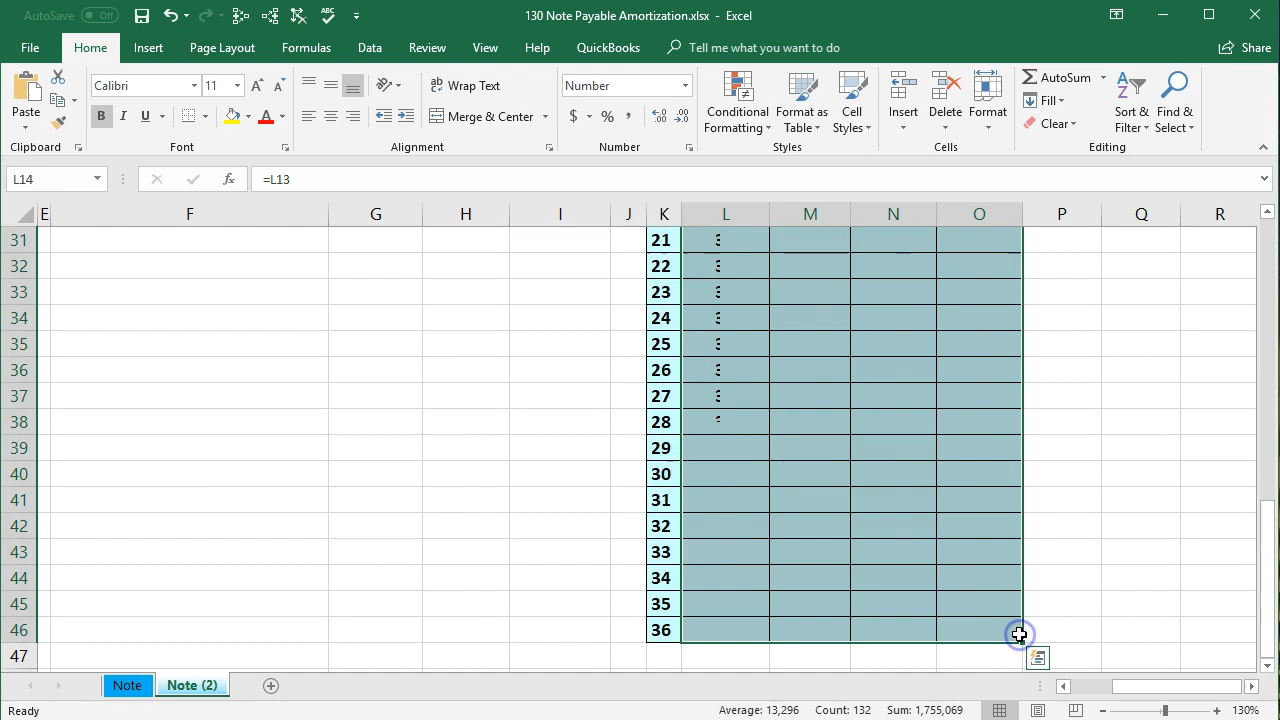 AutoSave Off
130 Note Payable Amortization.xlsx - Excel
File Home Insert Page Layout Formulas Data Review View Help QuickBooks Tell me what you want to do Share
Paste
Calibri 11
B I U
Wrap Text
Merge & Center
Number
$ % ,
Conditional Formatting
Format as Table
Cell Styles
Insert Delete Format
AutoSum
Fill
Clear
Sort & Filter
Find & Select
Clipboard Font Alignment Number Styles Cells Editing
L14 fx =L13
E F G H I J K L M N O P Q R
31 21
32 22
33 23
34 24
35 25
36 26
37 27
38 28
39 29
40 30
41 31
42 32
43 33
44 34
45 35
46 36
47
Note Note (2)
Ready Average: 13,296 Count: 132 Sum: 1,755,069 130%